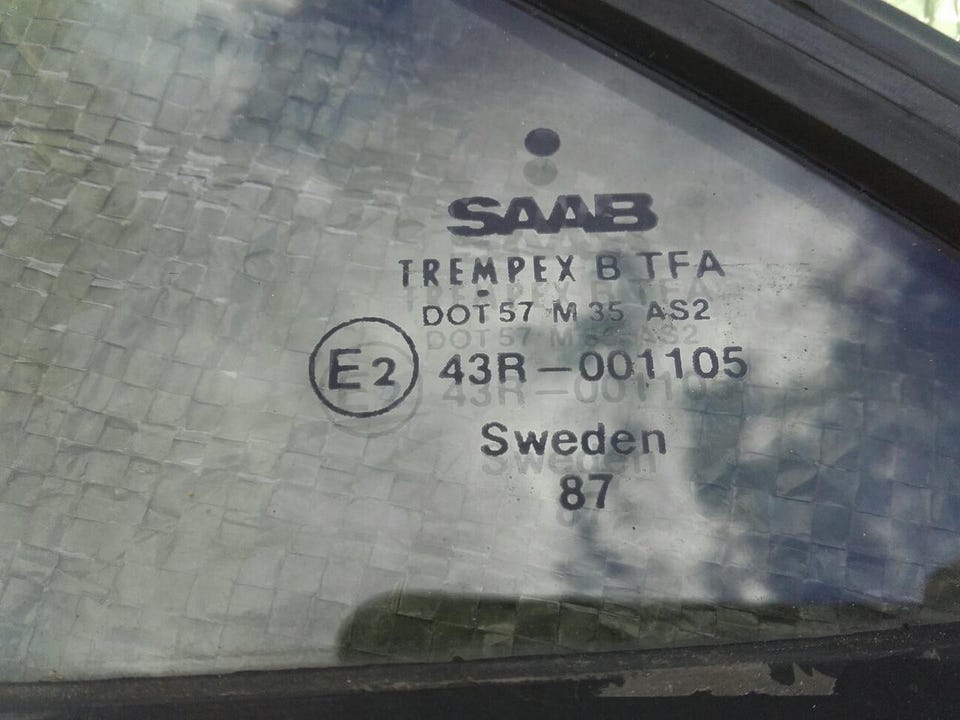 SAAB
TREMPEX B TFA
DOT 57 M 35 AS2
E2 43R-001105
Sweden
87